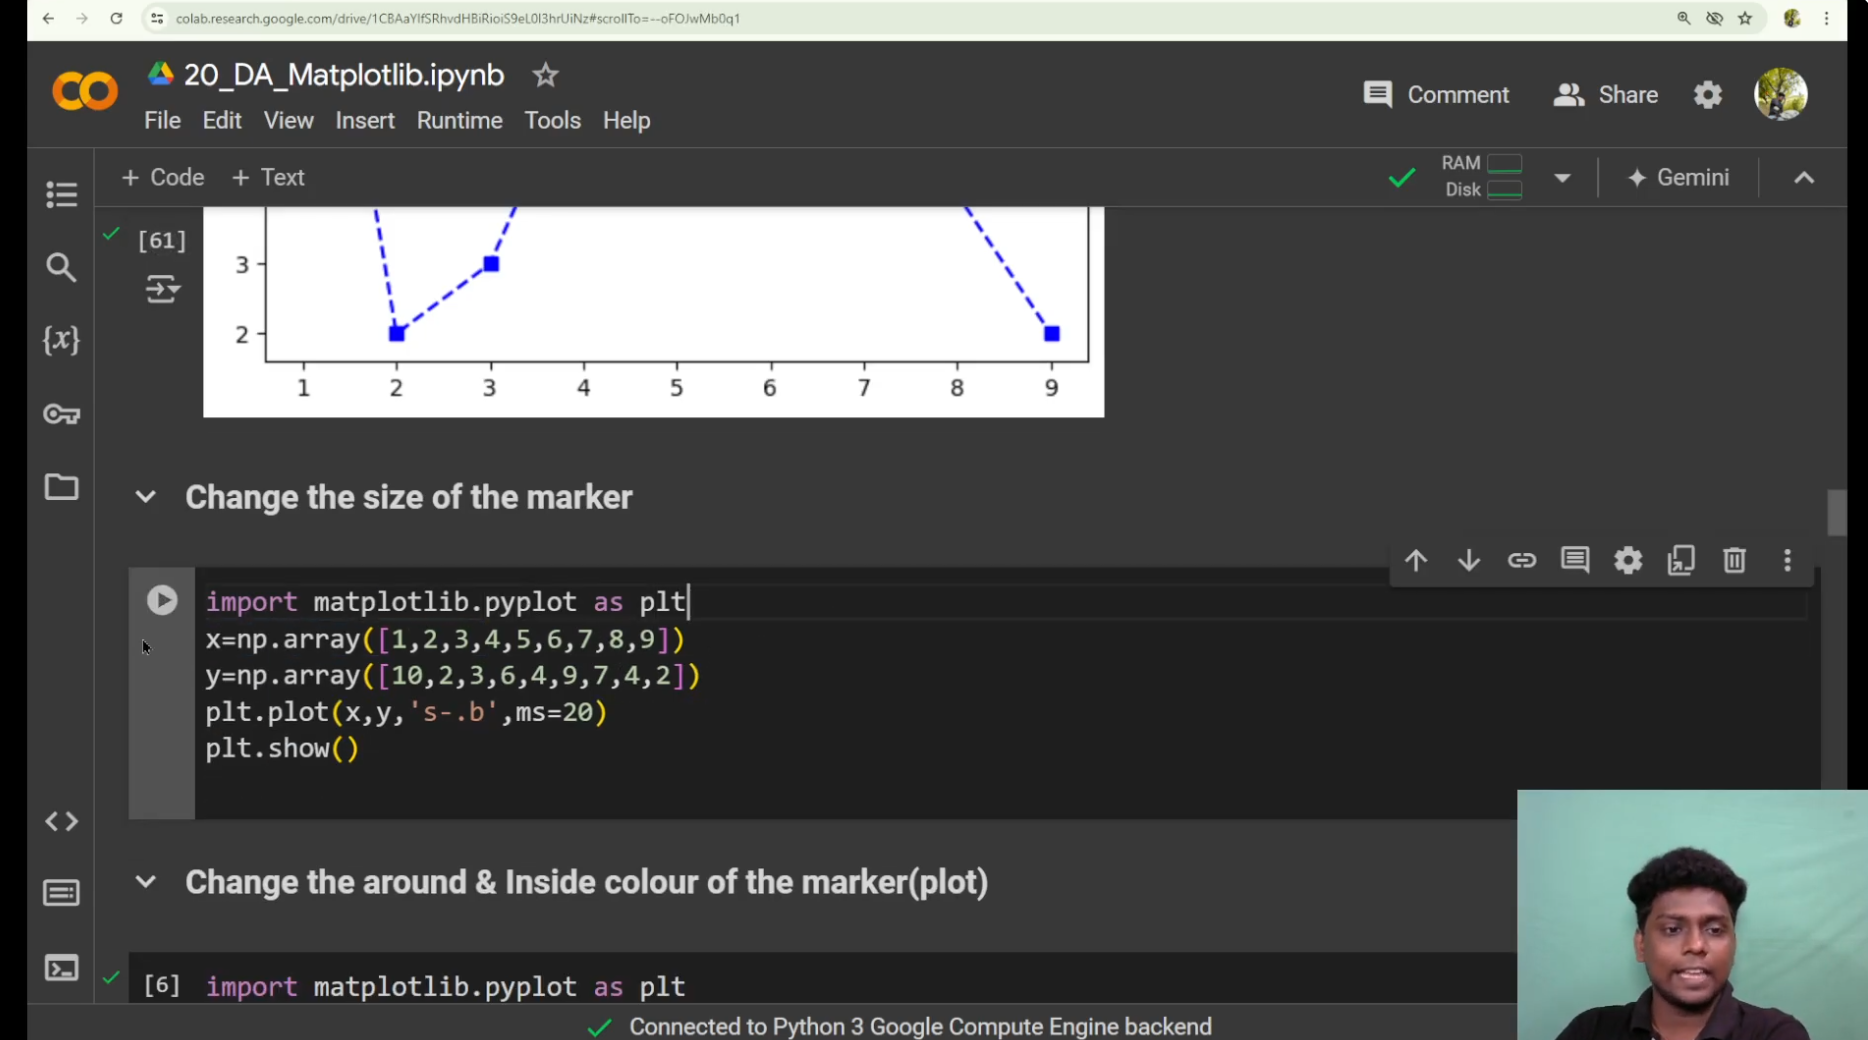 colab.research.google.com/drive/1CBAaYlfSRhvdHBiRioiS9eL0l3hrUiNz#scrollTo=--oFOJwMb0q1
20_DA_Matplotlib.ipynb
Comment
Share
File Edit View Insert Runtime Tools Help
+ Code + Text
RAM
Disk
Gemini
[61]
3
2
1 2 3 4 5 6 7 8 9
{x}
Change the size of the marker
import matplotlib.pyplot as plt
x=np.array([1,2,3,4,5,6,7,8,9])
y=np.array([10,2,3,6,4,9,7,4,2])
plt.plot(x,y,'s-.b',ms=20)
plt.show()
Change the around & Inside colour of the marker(plot)
[6] import matplotlib.pyplot as plt
Connected to Python 3 Google Compute Engine backend